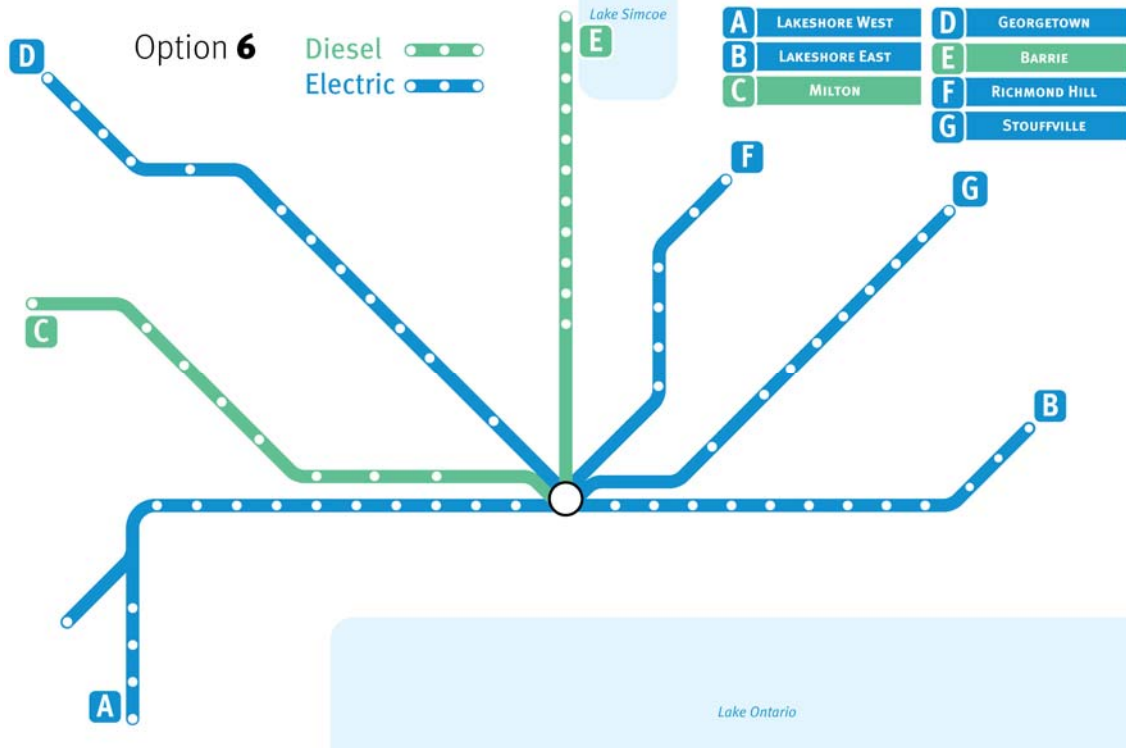 Option 6
Diesel
Electric
Lake Simcoe
A LAKESHORE WEST
B LAKESHORE EAST
C MILTON
D GEORGETOWN
E BARRIE
F RICHMOND HILL
G STOUFFVILLE
D
E
F
G
C
B
A
Lake Ontario